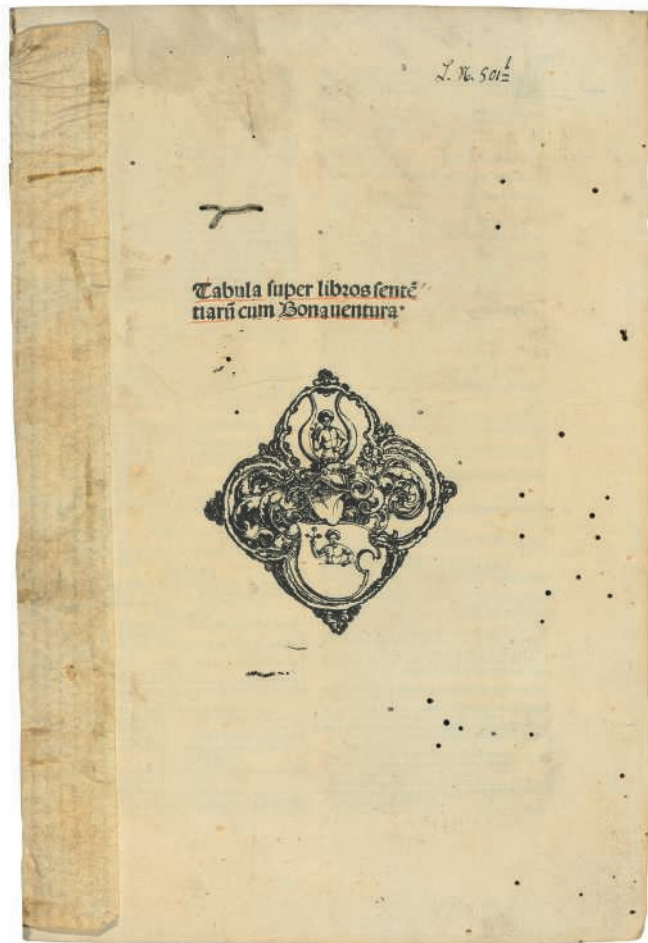 I. N. 501 b
Tabula super libros sentē
tiarū cum Bonauentura·